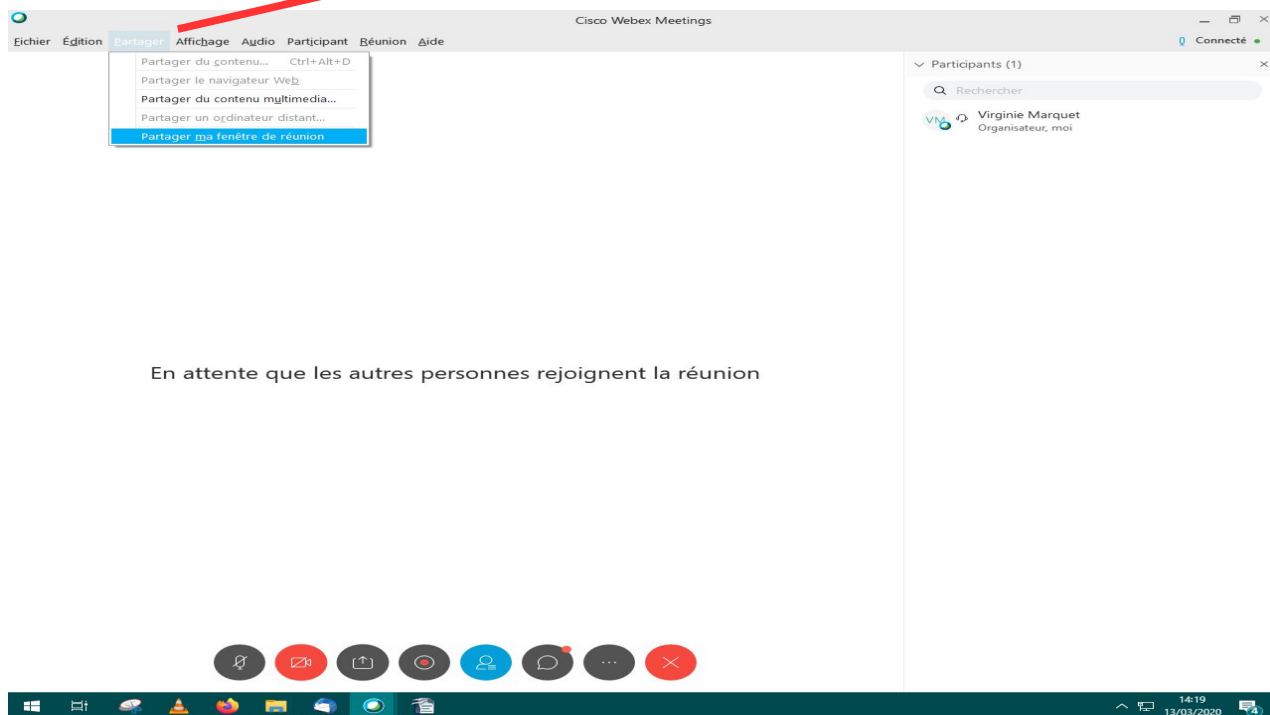 Cisco Webex Meetings
Fichier Édition Partager Affichage Audio Participant Réunion Aide
Connecté
Partager du contenu... Ctrl+Alt+D
Partager le navigateur Web
Partager du contenu multimedia...
Partager un ordinateur distant...
Partager ma fenêtre de réunion
Participants (1)
Rechercher
VM
Virginie Marquet
Organisateur, moi
En attente que les autres personnes rejoignent la réunion
14:19
13/03/2020
4